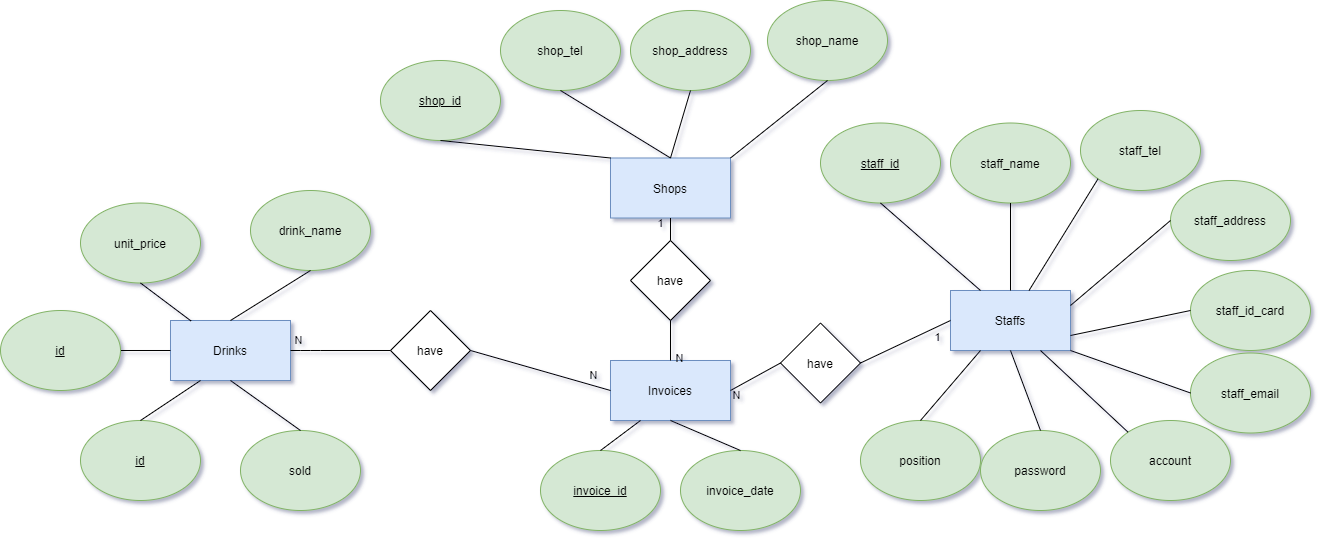 shop_name
shop_tel
shop_address
shop_id
staff_tel
staff_id
staff_name
Shops
staff_address
1
drink_name
unit_price
have
staff_id_card
Staffs
1
N
id
Drinks
have
N
have
N
Invoices
N
staff_email
id
sold
position
password
account
invoice_id
invoice_date